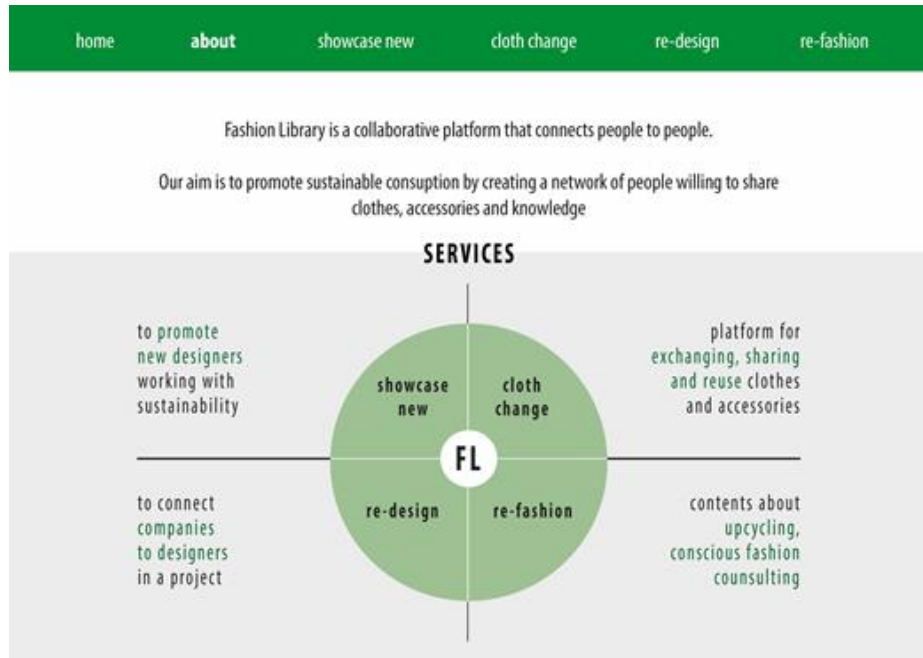 home about showcase new cloth change re-design re-fashion
Fashion Library is a collaborative platform that connects people to people.
Our aim is to promote sustainable consuption by creating a network of people willing to share
clothes, accessories and knowledge
SERVICES
to promote
new designers
working with
sustainability
showcase
new
cloth
change
platform for
exchanging, sharing
and reuse clothes
and accessories
FL
to connect
companies
to designers
in a project
re-design
re-fashion
contents about
upcycling,
conscious fashion
counsulting